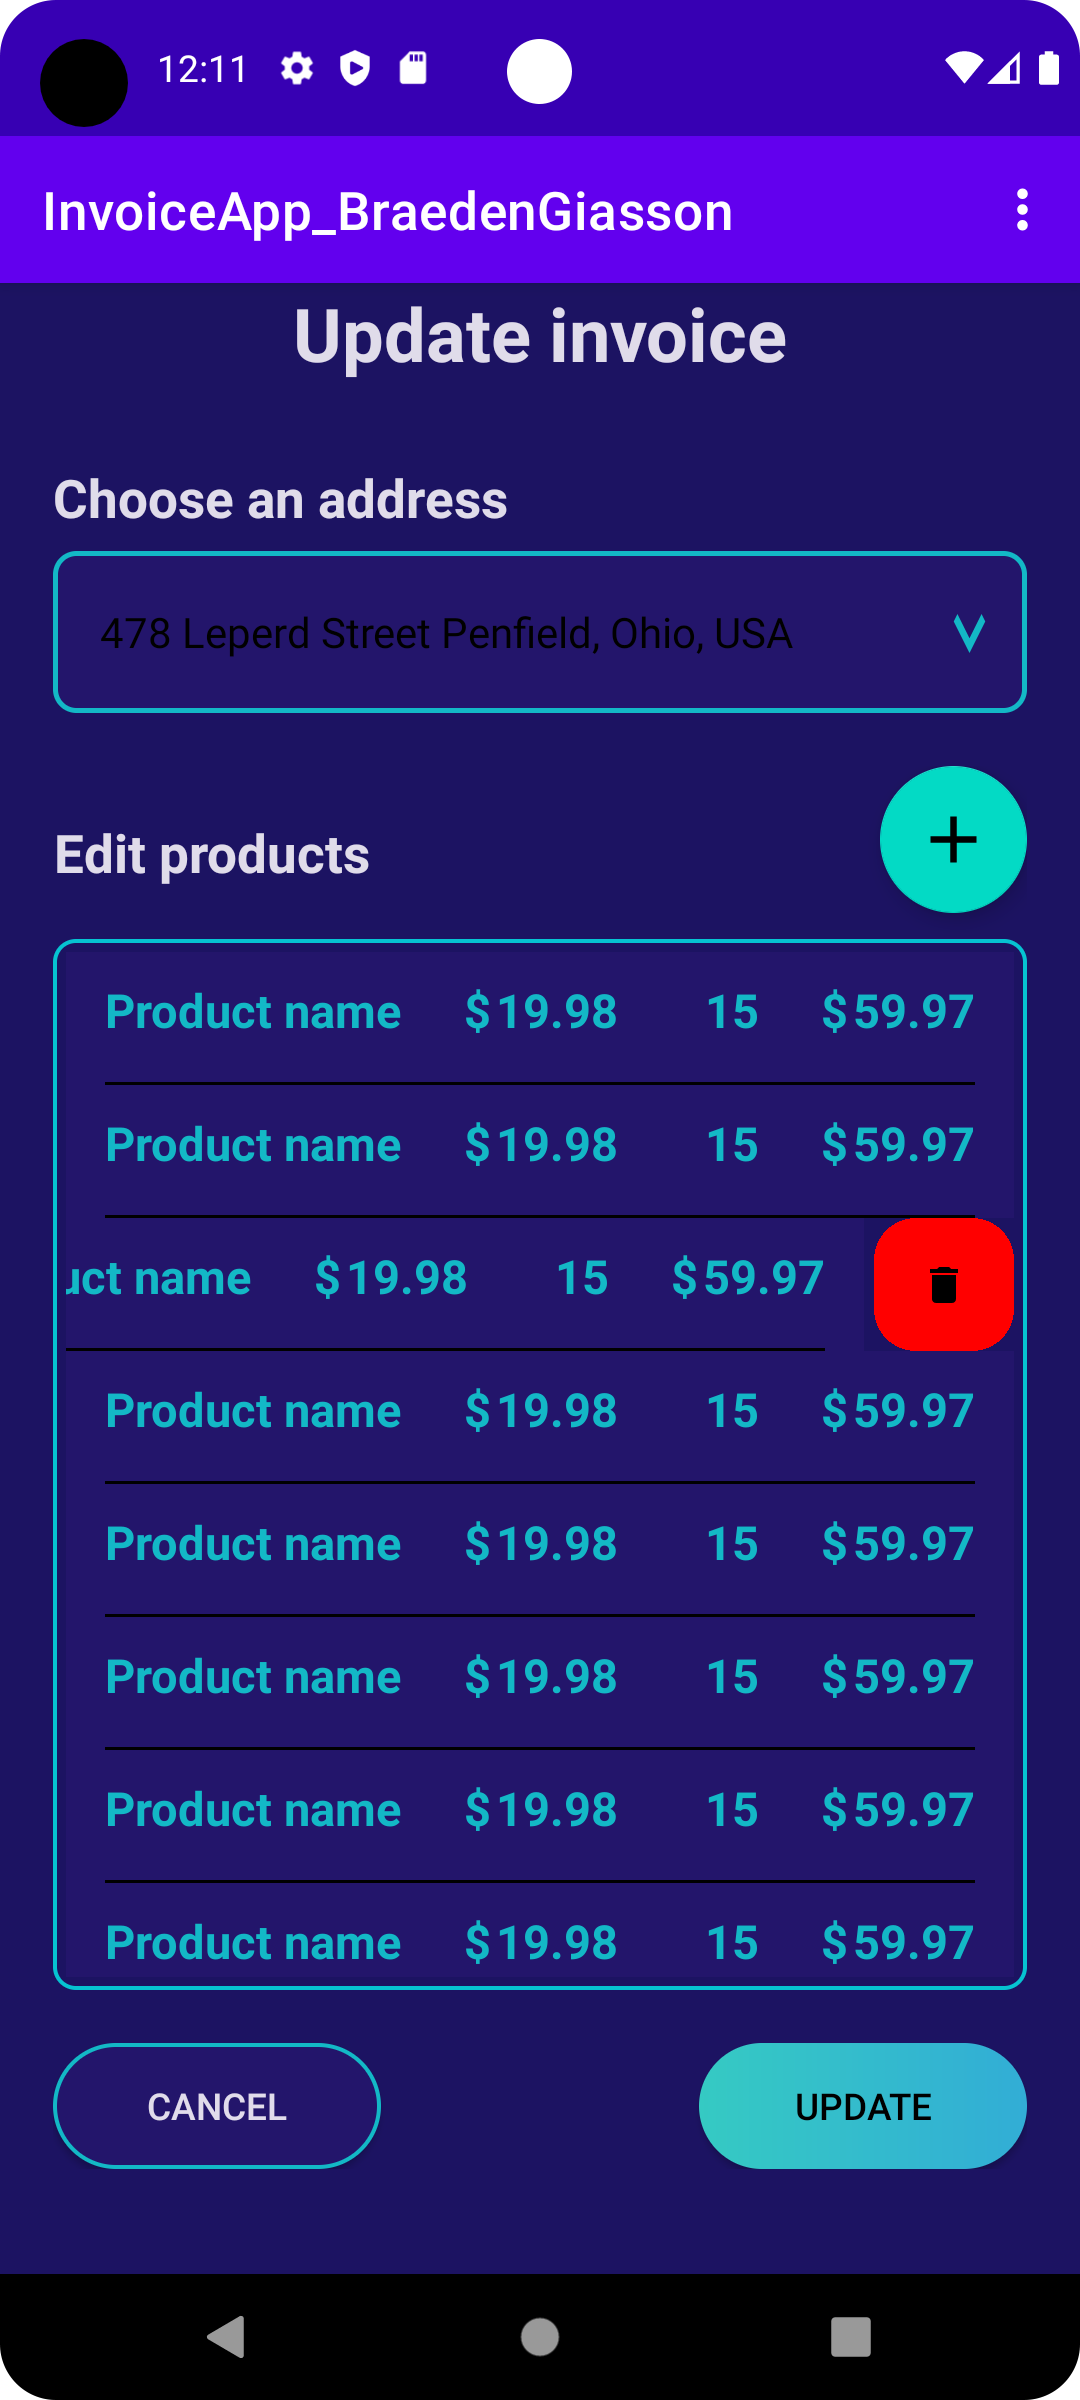 12:11
InvoiceApp_BraedenGiasson
Update invoice
Choose an address
478 Leperd Street Penfield, Ohio, USA
Edit products
Product name $19.98 15 $59.97
Product name $19.98 15 $59.97
uct name $19.98 15 $59.97
Product name $19.98 15 $59.97
Product name $19.98 15 $59.97
Product name $19.98 15 $59.97
Product name $19.98 15 $59.97
Product name $19.98 15 $59.97
CANCEL UPDATE